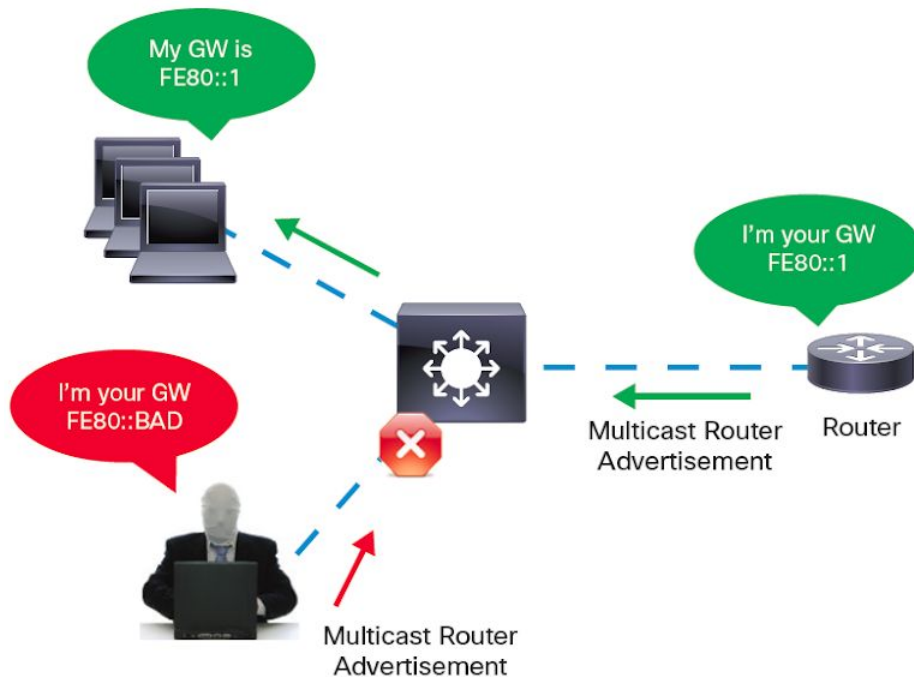 My GW is
FE80::1
I'm your GW
FE80::1
I'm your GW
FE80::BAD
Multicast Router
Advertisement
Router
Multicast Router
Advertisement